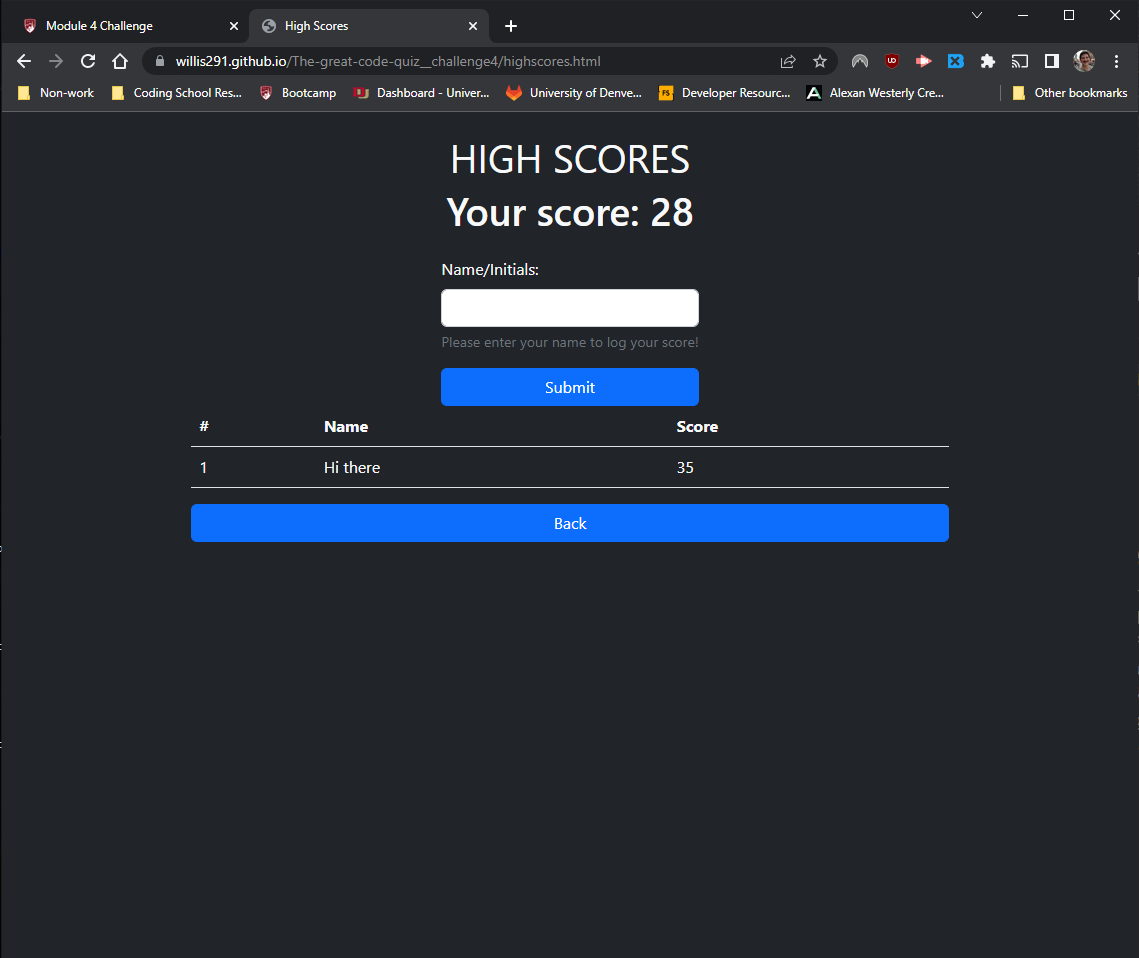 Module 4 Challenge
High Scores
willis291.github.io/The-great-code-quiz__challenge4/highscores.html
UD
Non-work
Coding School Res...
Bootcamp
Dashboard - Univer...
University of Denve...
FS
Developer Resourc...
Alexan Westerly Cre...
Other bookmarks
HIGH SCORES
Your score: 28
Name/Initials:
Please enter your name to log your score!
Submit
# Name Score
1 Hi there 35
Back